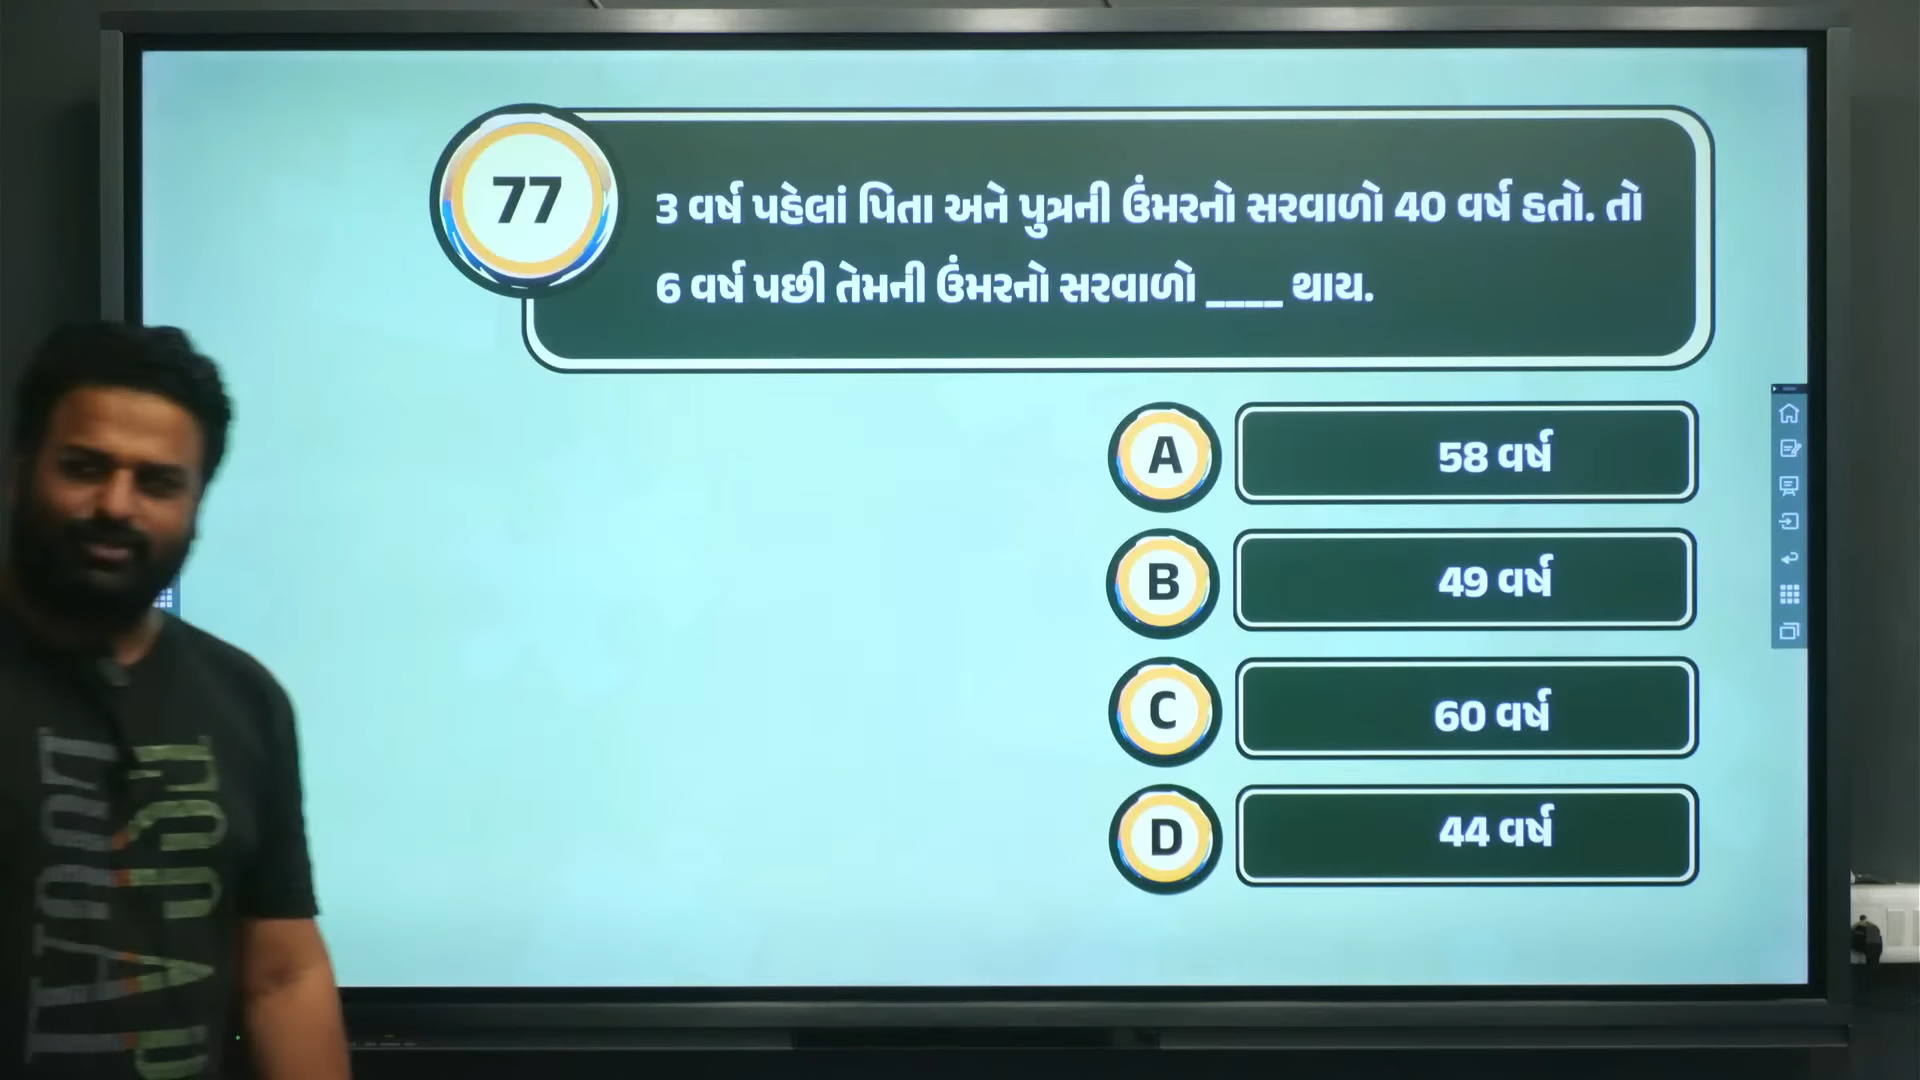 77
3 વર્ષ પહેલાં પિતા અને પુત્રની ઉંમરનો સરવાળો 40 વર્ષ હતો. તો
6 વર્ષ પછી તેમની ઉંમરનો સરવાળો ____ થાય.
A 58 વર્ષ
B 49 વર્ષ
C 60 વર્ષ
D 44 વર્ષ